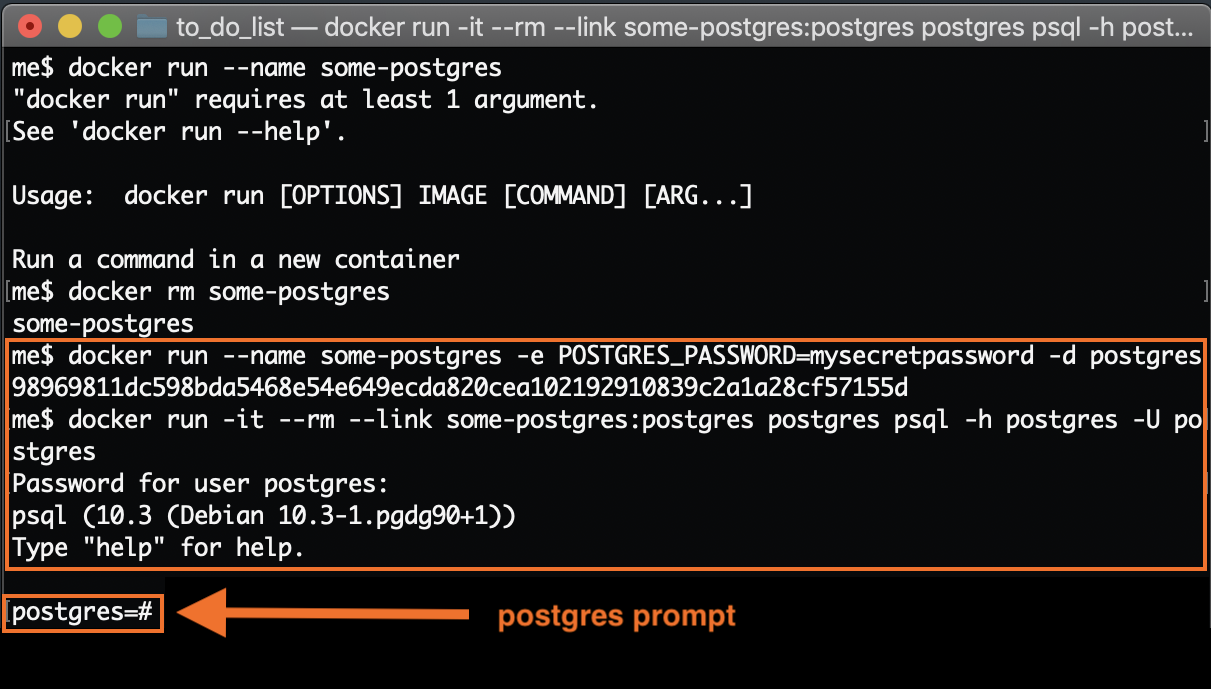 to_do_list — docker run -it --rm --link some-postgres:postgres postgres psql -h post...
me$ docker run --name some-postgres
"docker run" requires at least 1 argument.
See 'docker run --help'.
Usage:  docker run [OPTIONS] IMAGE [COMMAND] [ARG...]
Run a command in a new container
me$ docker rm some-postgres
some-postgres
me$ docker run --name some-postgres -e POSTGRES_PASSWORD=mysecretpassword -d postgres
98969811dc598bda5468e54e649ecda820cea102192910839c2a1a28cf57155d
me$ docker run -it --rm --link some-postgres:postgres postgres psql -h postgres -U po
stgres
Password for user postgres:
psql (10.3 (Debian 10.3-1.pgdg90+1))
Type "help" for help.
postgres=# postgres prompt